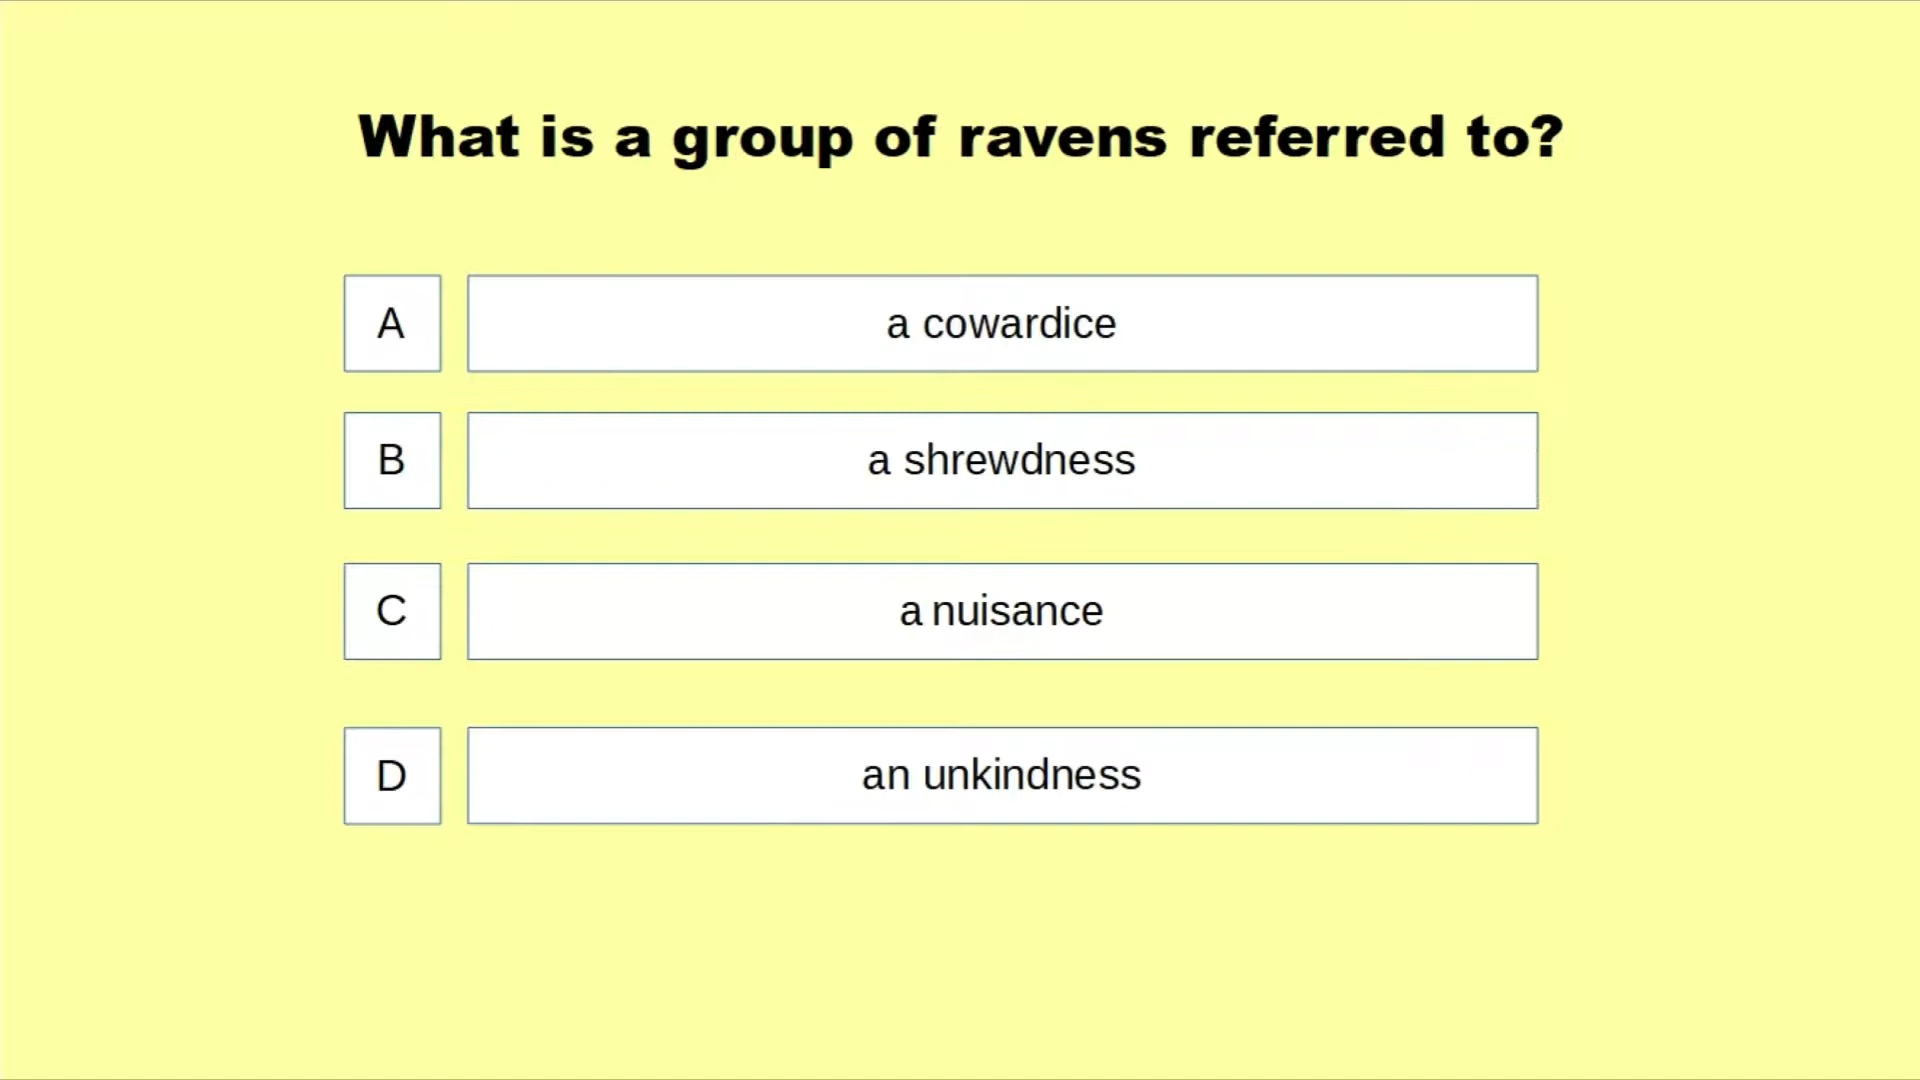 What is a group of ravens referred to?
A a cowardice
B a shrewdness
C a nuisance
D an unkindness